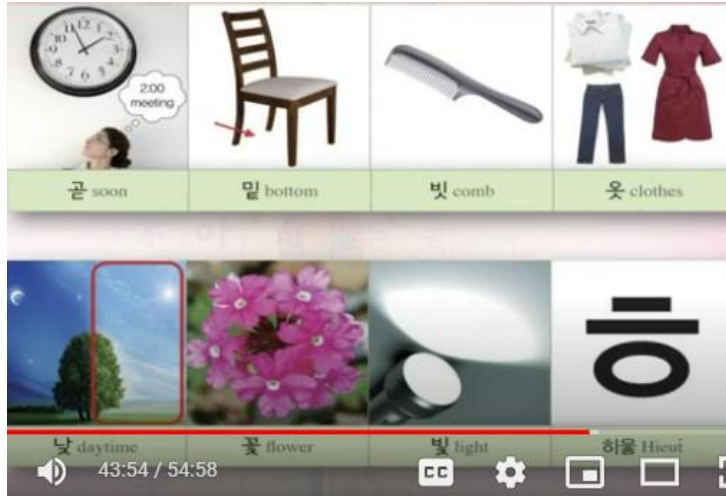 2:00
meeting
곧 soon
밑 bottom
빗 comb
옷 clothes
ㅎ
낮 daytime
꽃 flower
빛 light
히읗 Hieut
43:54 / 54:58
CC